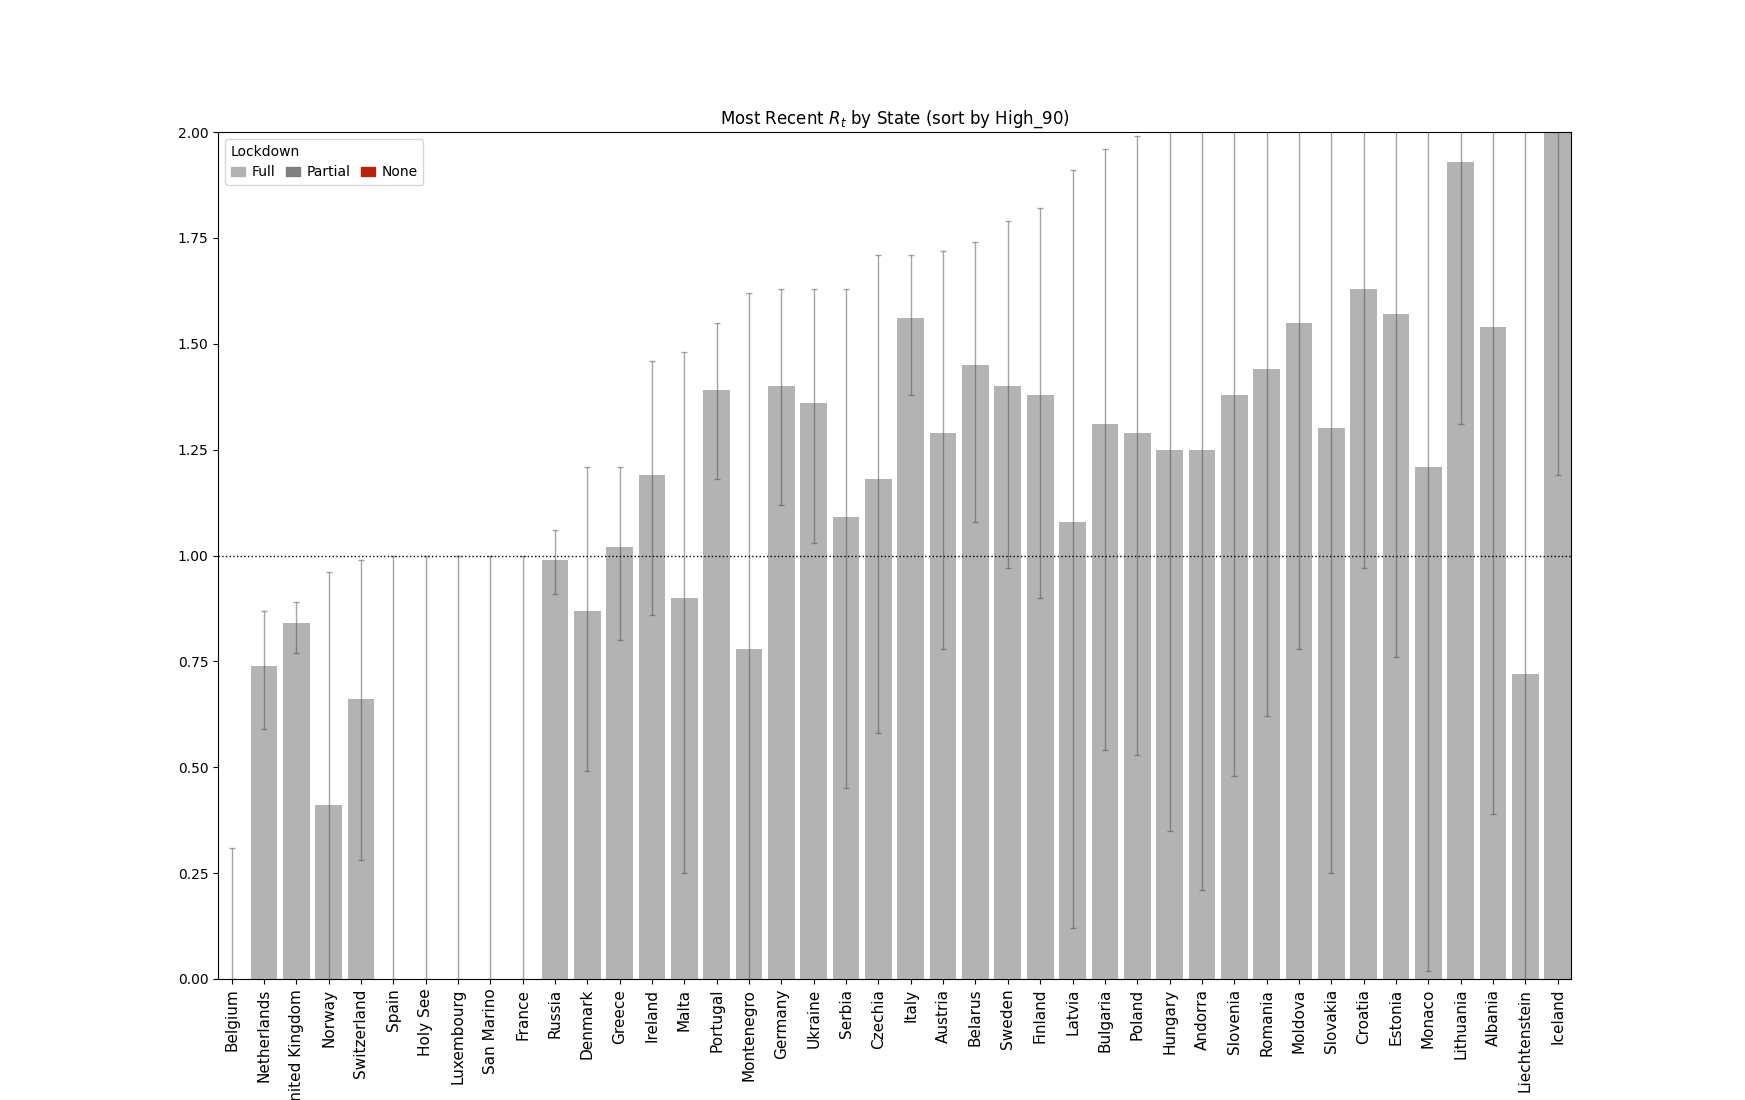 Most Recent R_t by State (sort by High_90)
Lockdown
Full Partial None
2.00
1.75
1.50
1.25
1.00
0.75
0.50
0.25
0.00
Belgium
Netherlands
nited Kingdom
Norway
Switzerland
Spain
Holy See
Luxembourg
San Marino
France
Russia
Denmark
Greece
Ireland
Malta
Portugal
Montenegro
Germany
Ukraine
Serbia
Czechia
Italy
Austria
Belarus
Sweden
Finland
Latvia
Bulgaria
Poland
Hungary
Andorra
Slovenia
Romania
Moldova
Slovakia
Croatia
Estonia
Monaco
Lithuania
Albania
Liechtenstein
Iceland